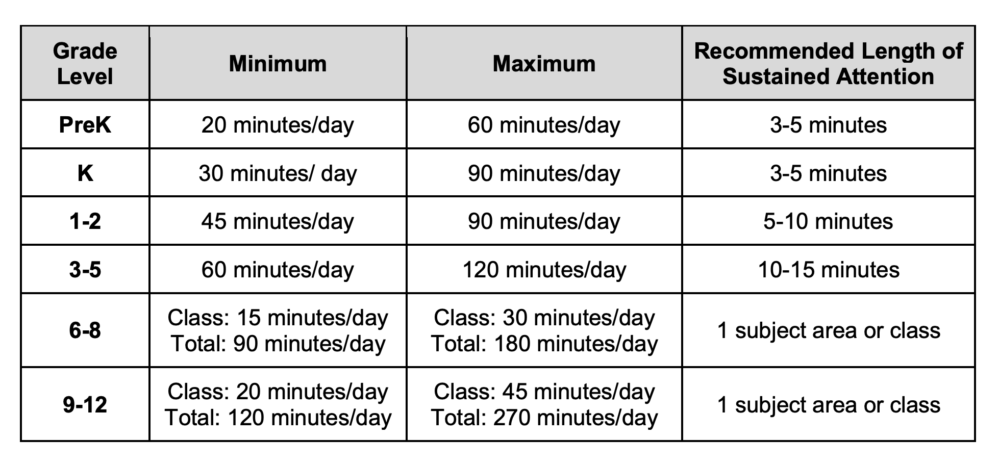 Grade Level Minimum Maximum Recommended Length of Sustained Attention
PreK 20 minutes/day 60 minutes/day 3-5 minutes
K 30 minutes/ day 90 minutes/day 3-5 minutes
1-2 45 minutes/day 90 minutes/day 5-10 minutes
3-5 60 minutes/day 120 minutes/day 10-15 minutes
6-8 Class: 15 minutes/day Total: 90 minutes/day Class: 30 minutes/day Total: 180 minutes/day 1 subject area or class
9-12 Class: 20 minutes/day Total: 120 minutes/day Class: 45 minutes/day Total: 270 minutes/day 1 subject area or class